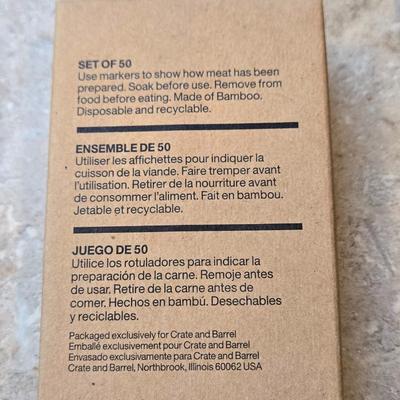 SET OF 50
Use markers to show how meat has been
prepared. Soak before use. Remove from
food before eating. Made of Bamboo.
Disposable and recyclable.
ENSEMBLE DE 50
Utiliser les affichettes pour indiquer la
cuisson de la viande. Faire tremper avant
l'utilisation. Retirer de la nourriture avant
de consommer l'aliment. Fait en bambou.
Jetable et recyclable.
JUEGO DE 50
Utilice los rotuladores para indicar la
preparación de la carne. Remoje antes
de usar. Retire de la carne antes de
comer. Hechos en bambú. Desechables
y reciclables.
Packaged exclusively for Crate and Barrel
Emballé exclusivement pour Crate and Barrel
Envasado exclusivamente para Crate and Barrel
Crate and Barrel, Northbrook, Illinois 60062 USA